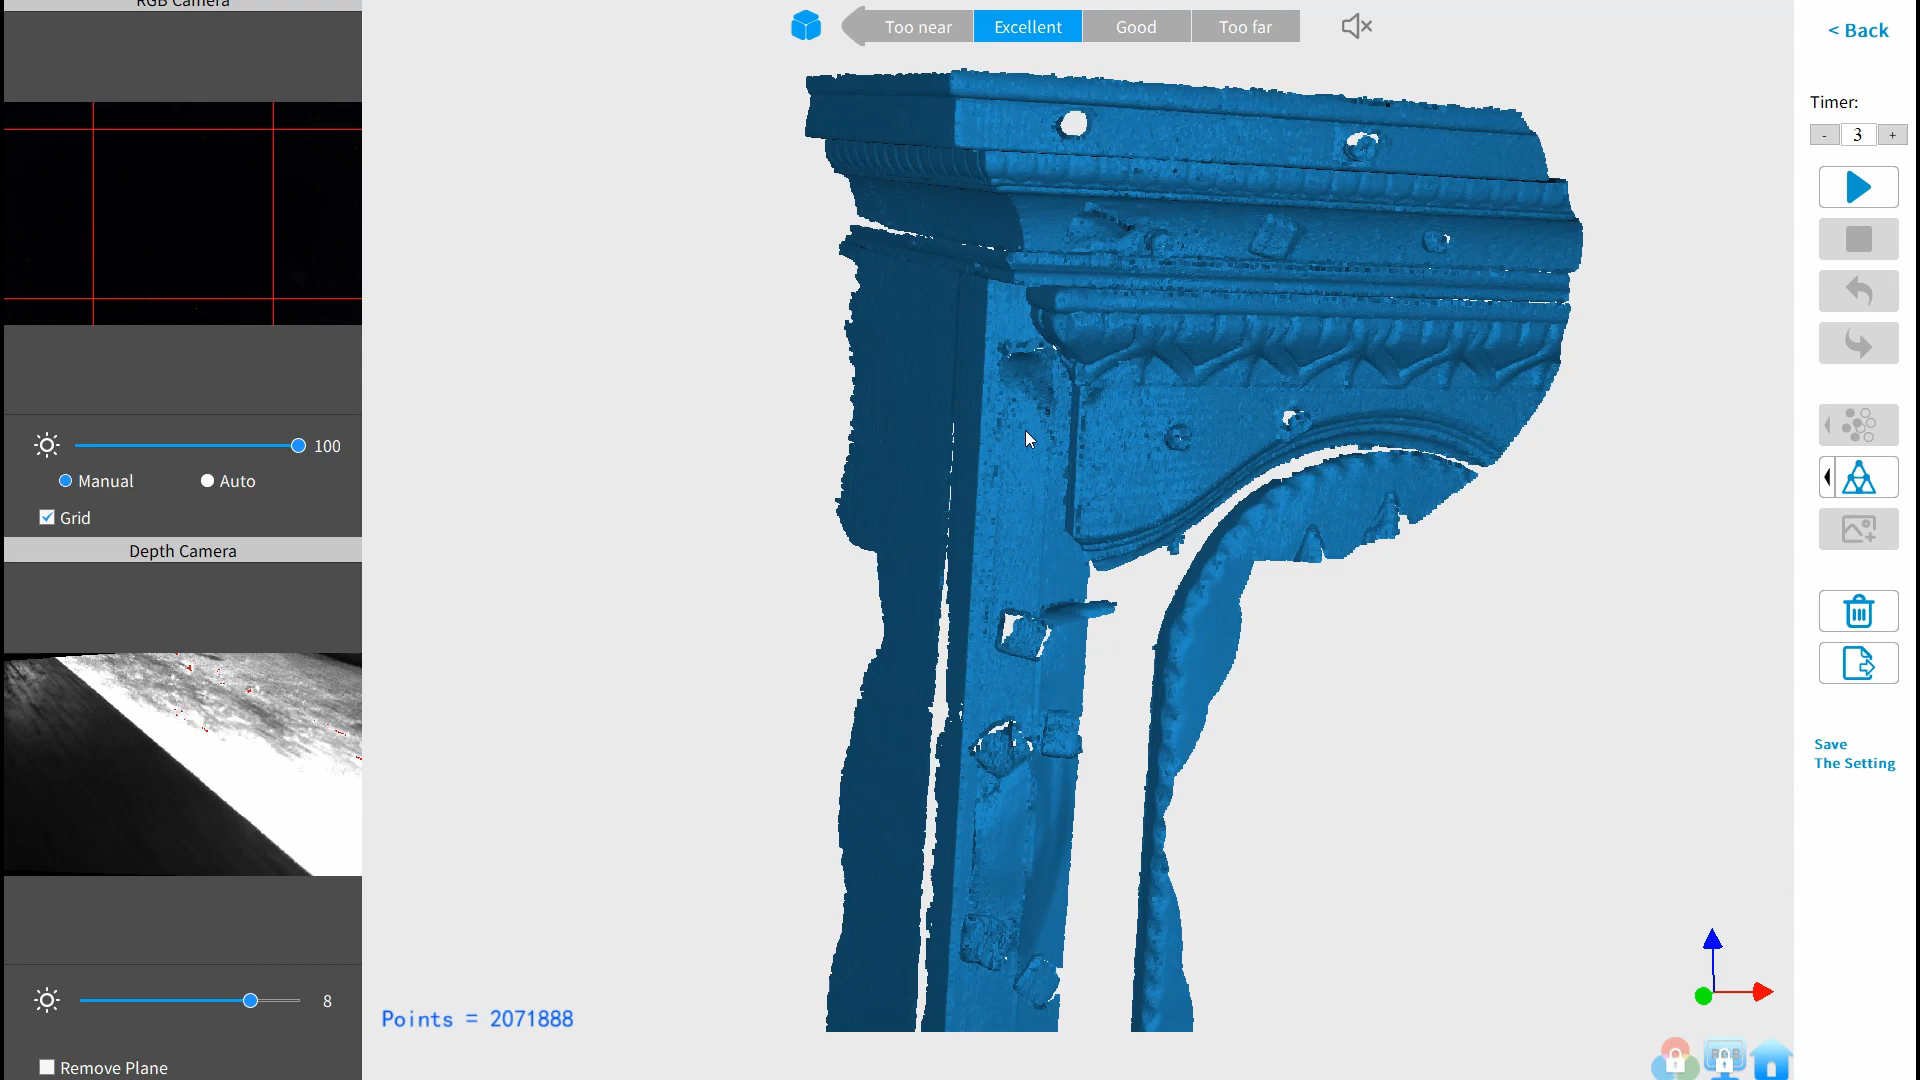 RGB Camera
Too near
Excellent
Good
Too far
< Back
Timer:
- 3 +
100
Manual
Auto
Grid
Depth Camera
Save
The Setting
8
Points = 2071888
Remove Plane